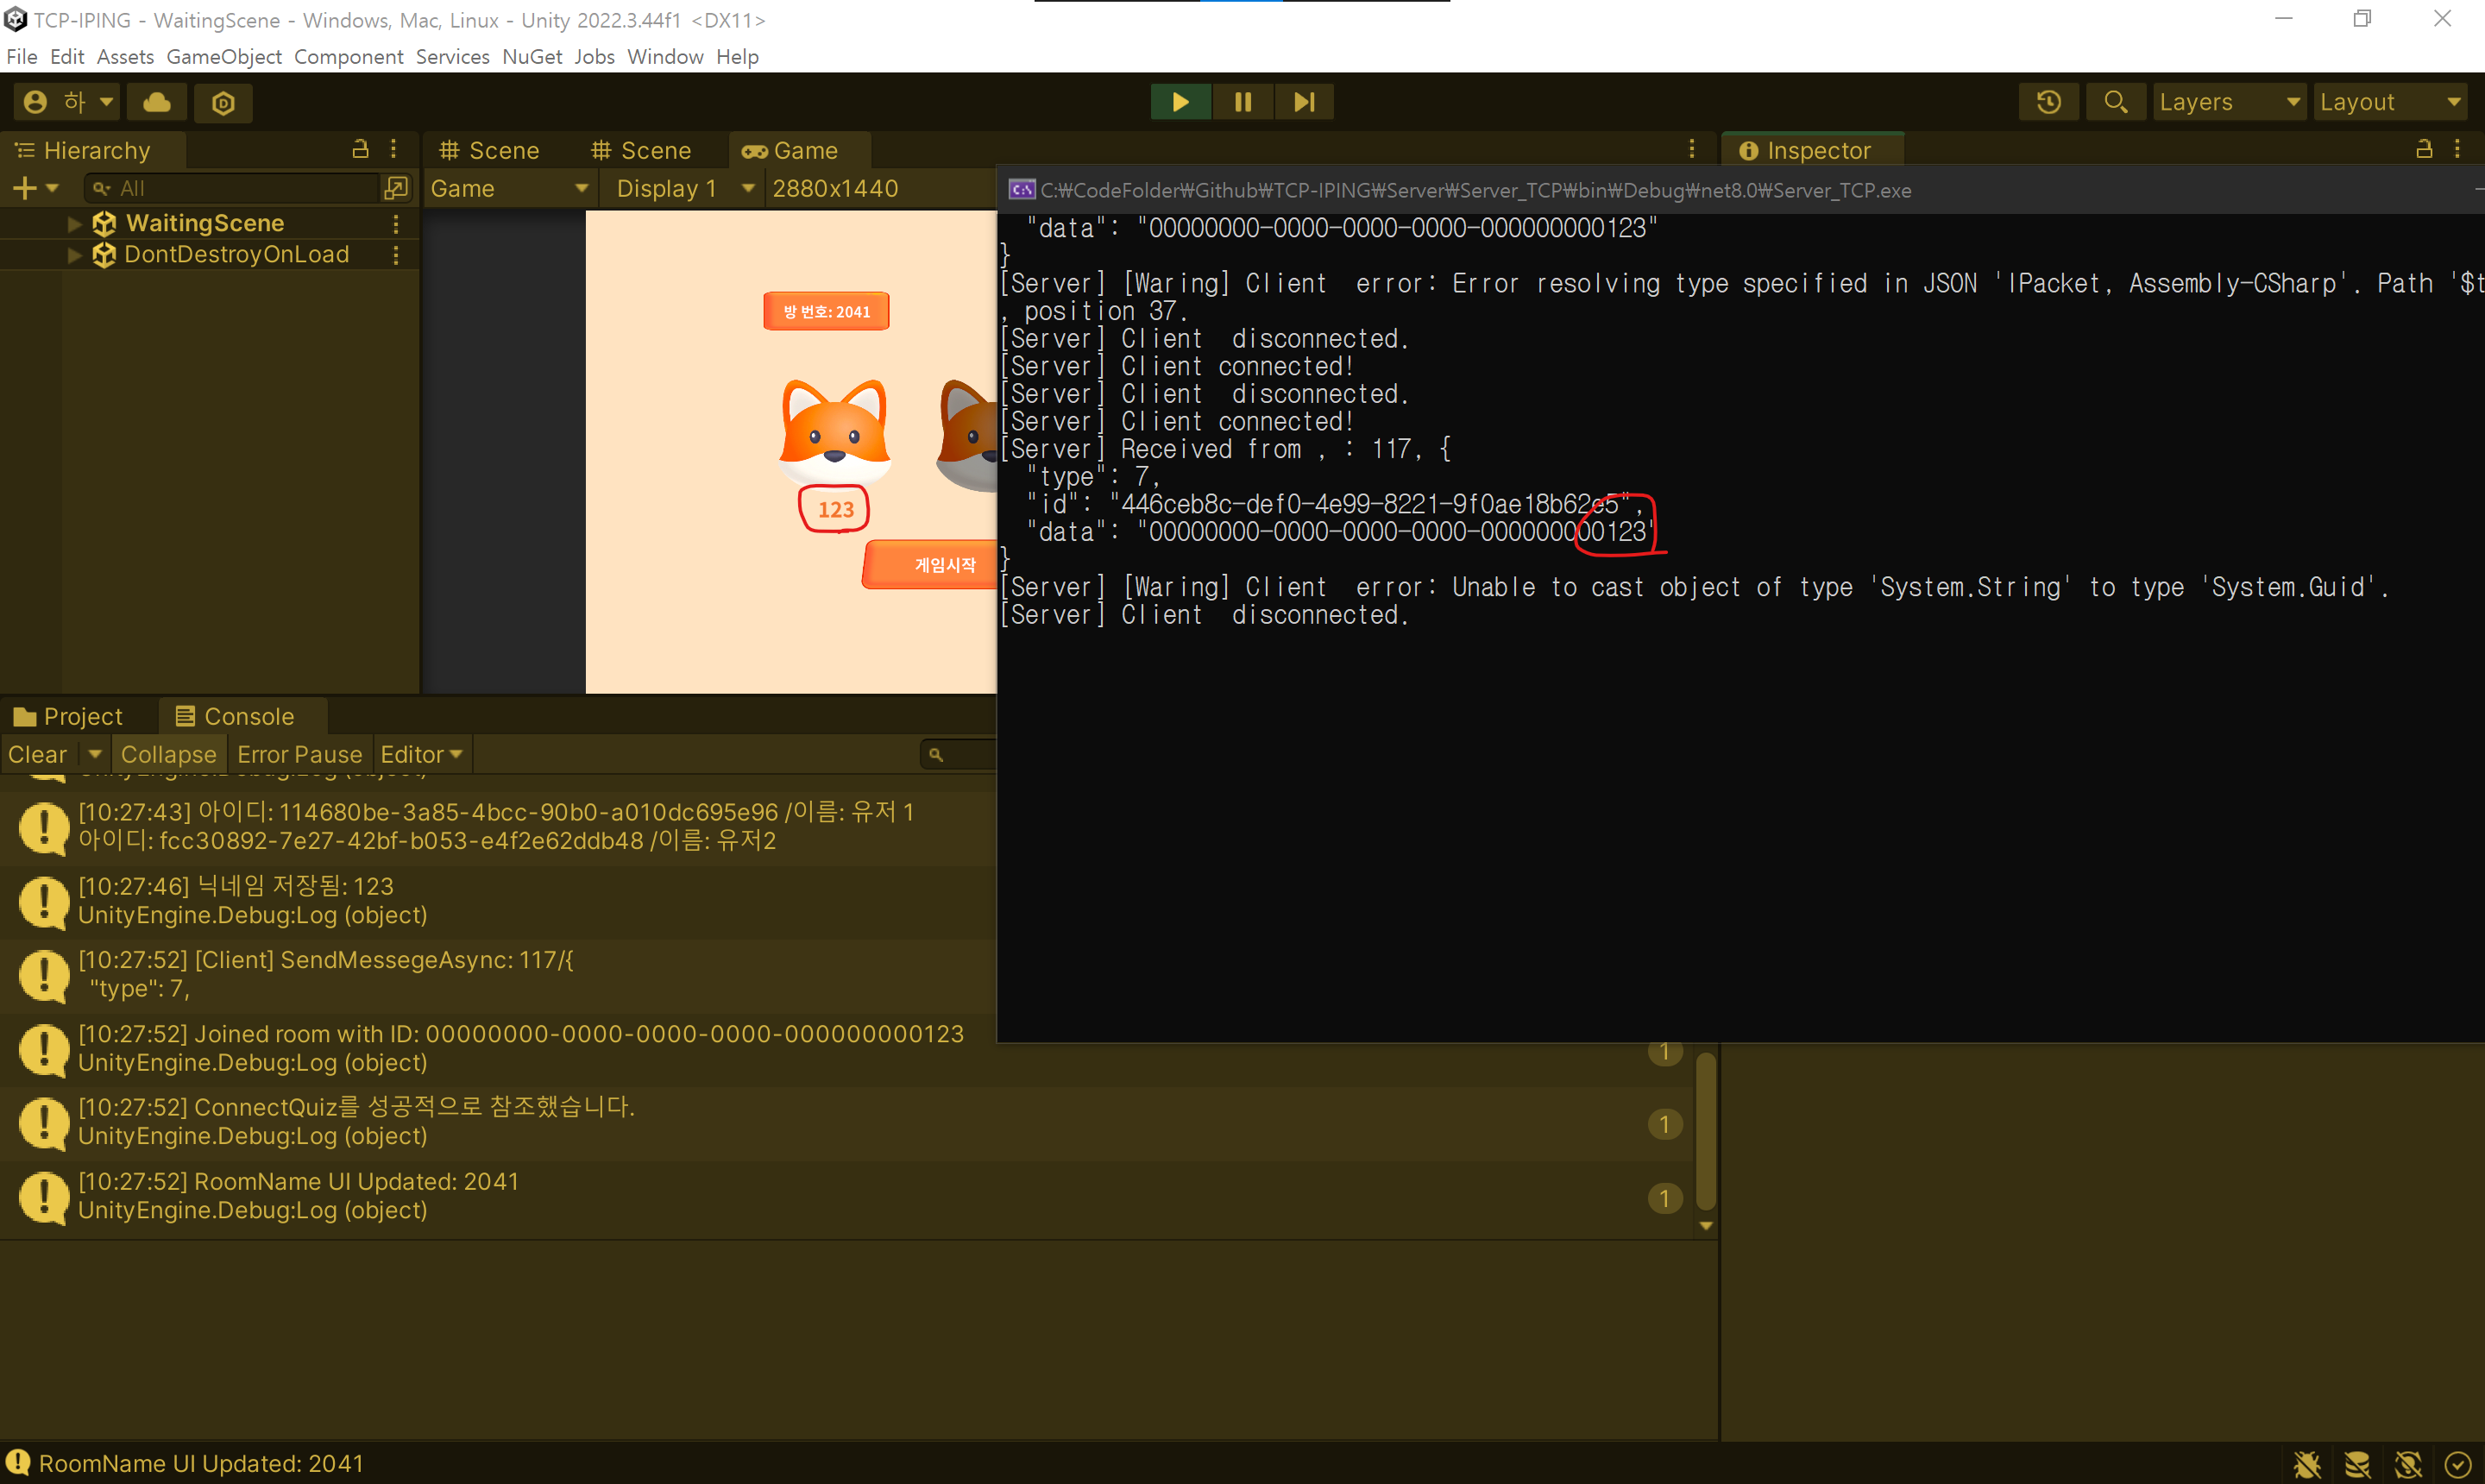 TCP-IPING - WaitingScene - Windows, Mac, Linux - Unity 2022.3.44f1 <DX11>
File Edit Assets GameObject Component Services NuGet Jobs Window Help
하
Layers
Layout
Hierarchy
Scene
Scene
Game
Inspector
All
Game
Display 1
2880x1440
WaitingScene
DontDestroyOnLoad
방 번호: 2041
123
게임시작
C:₩CodeFolder₩Github₩TCP-IPING₩Server₩Server_TCP₩bin₩Debug₩net8.0₩Server_TCP.exe
"data": "00000000-0000-0000-0000-000000000123"
}
[Server] [Waring] Client  error: Error resolving type specified in JSON 'IPacket, Assembly-CSharp'. Path '$t
, position 37.
[Server] Client  disconnected.
[Server] Client connected!
[Server] Client  disconnected.
[Server] Client connected!
[Server] Received from , : 117, {
"type": 7,
"id": "446ceb8c-def0-4e99-8221-9f0ae18b62e5",
"data": "00000000-0000-0000-0000-000000000123"
}
[Server] [Waring] Client  error: Unable to cast object of type 'System.String' to type 'System.Guid'.
[Server] Client  disconnected.
Project
Console
Clear
Collapse
Error Pause
Editor
[10:27:43] 아이디: 114680be-3a85-4bcc-90b0-a010dc695e96 /이름: 유저 1
아이디: fcc30892-7e27-42bf-b053-e4f2e62ddb48 /이름: 유저2
[10:27:46] 닉네임 저장됨: 123
UnityEngine.Debug:Log (object)
[10:27:52] [Client] SendMessegeAsync: 117/{
"type": 7,
[10:27:52] Joined room with ID: 00000000-0000-0000-0000-000000000123
UnityEngine.Debug:Log (object)
1
[10:27:52] ConnectQuiz를 성공적으로 참조했습니다.
UnityEngine.Debug:Log (object)
1
[10:27:52] RoomName UI Updated: 2041
UnityEngine.Debug:Log (object)
1
RoomName UI Updated: 2041